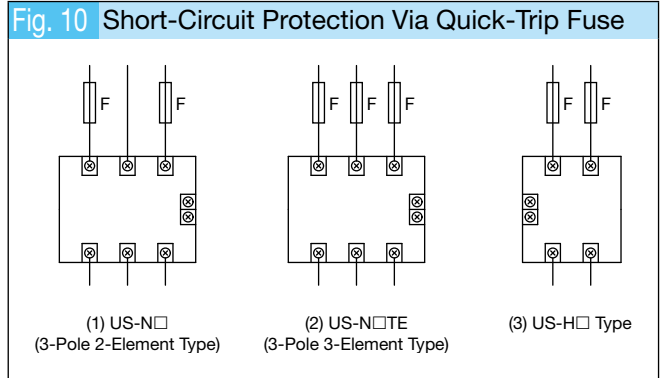 Fig. 10 Short-Circuit Protection Via Quick-Trip Fuse
F F F F F F F
(1) US-N□ (2) US-N□TE (3) US-H□ Type
(3-Pole 2-Element Type) (3-Pole 3-Element Type)